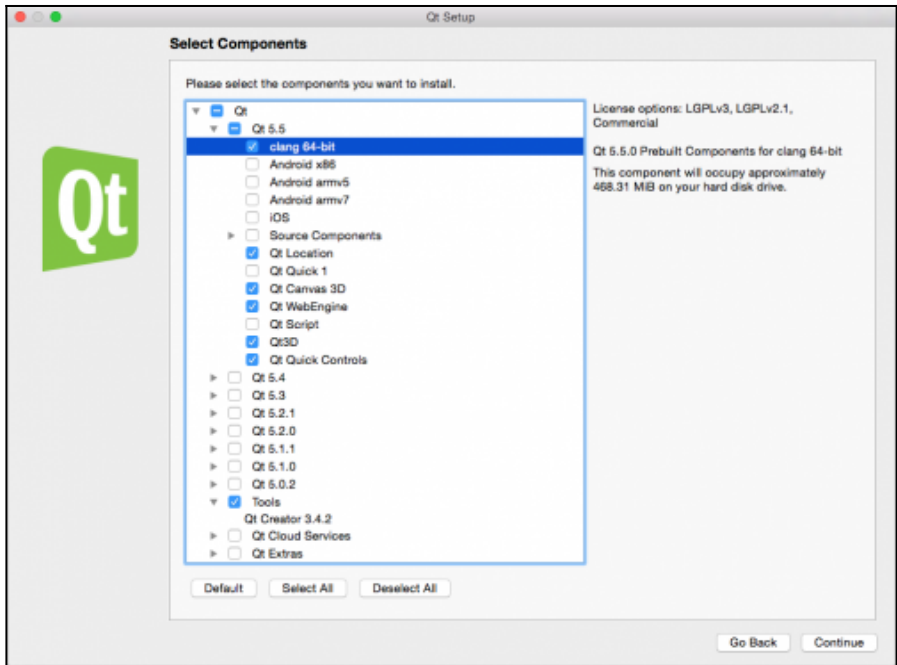 Qt Setup
Select Components
Please select the components you want to install.
Qt
Qt 5.5
clang 64-bit
Android x86
Android armv5
Android armv7
iOS
Source Components
Qt Location
Qt Quick 1
Qt Canvas 3D
Qt WebEngine
Qt Script
Qt3D
Qt Quick Controls
Qt 5.4
Qt 5.3
Qt 5.2.1
Qt 5.2.0
Qt 5.1.1
Qt 5.1.0
Qt 5.0.2
Tools
Qt Creator 3.4.2
Qt Cloud Services
Qt Extras
License options: LGPLv3, LGPLv2.1,
Commercial
Qt 5.5.0 Prebuilt Components for clang 64-bit
This component will occupy approximately
468.31 MiB on your hard disk drive.
Qt
Default Select All Deselect All
Go Back Continue